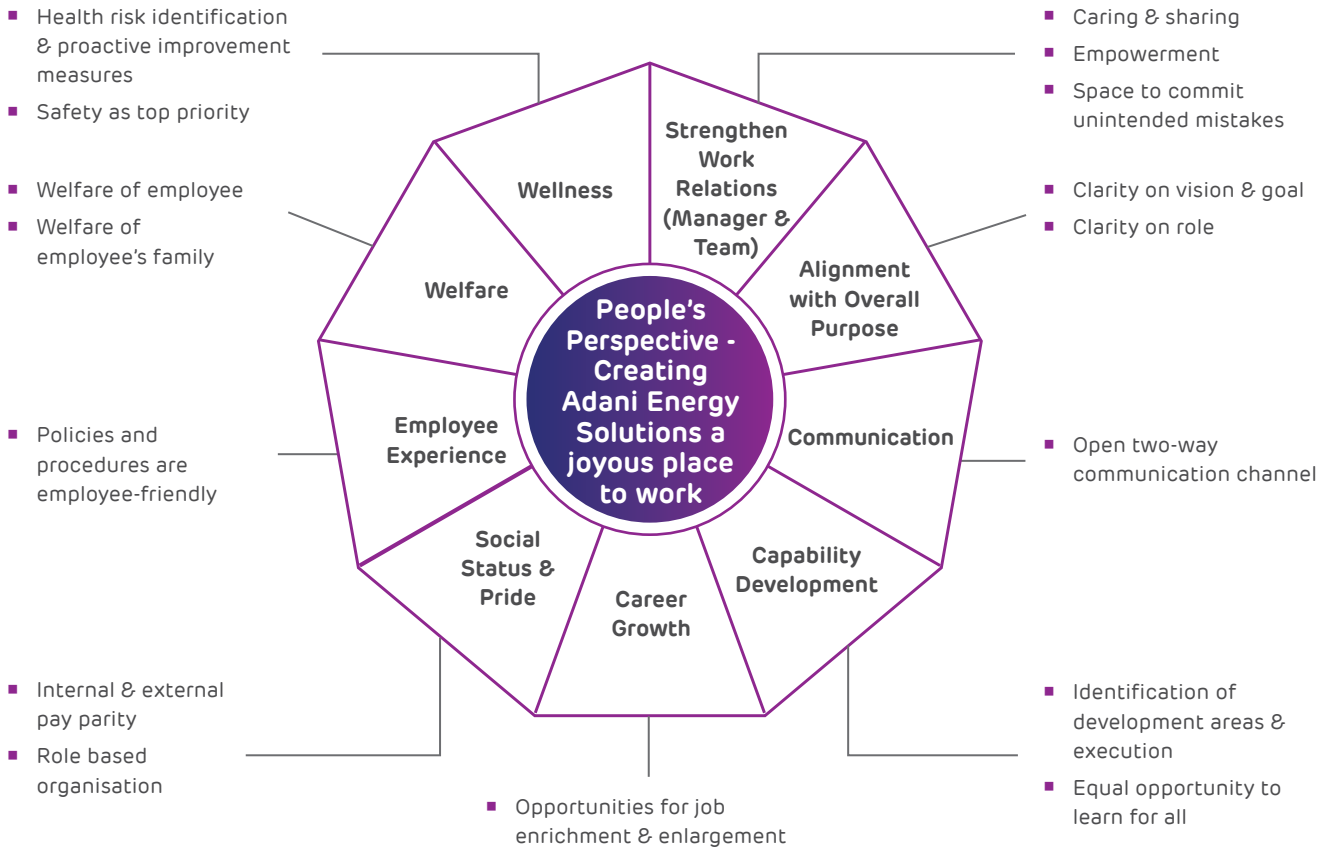 Health risk identification
& proactive improvement
measures
Safety as top priority
Caring & sharing
Empowerment
Space to commit
unintended mistakes
Welfare of employee
Welfare of
employee's family
Clarity on vision & goal
Clarity on role
Policies and
procedures are
employee-friendly
Open two-way
communication channel
Internal & external
pay parity
Role based
organisation
Opportunities for job
enrichment & enlargement
Identification of
development areas &
execution
Equal opportunity to
learn for all
Wellness
Strengthen
Work
Relations
(Manager &
Team)
Alignment
with Overall
Purpose
Communication
Capability
Development
Career
Growth
Social
Status &
Pride
Employee
Experience
Welfare
People's
Perspective -
Creating
Adani Energy
Solutions a
joyous place
to work